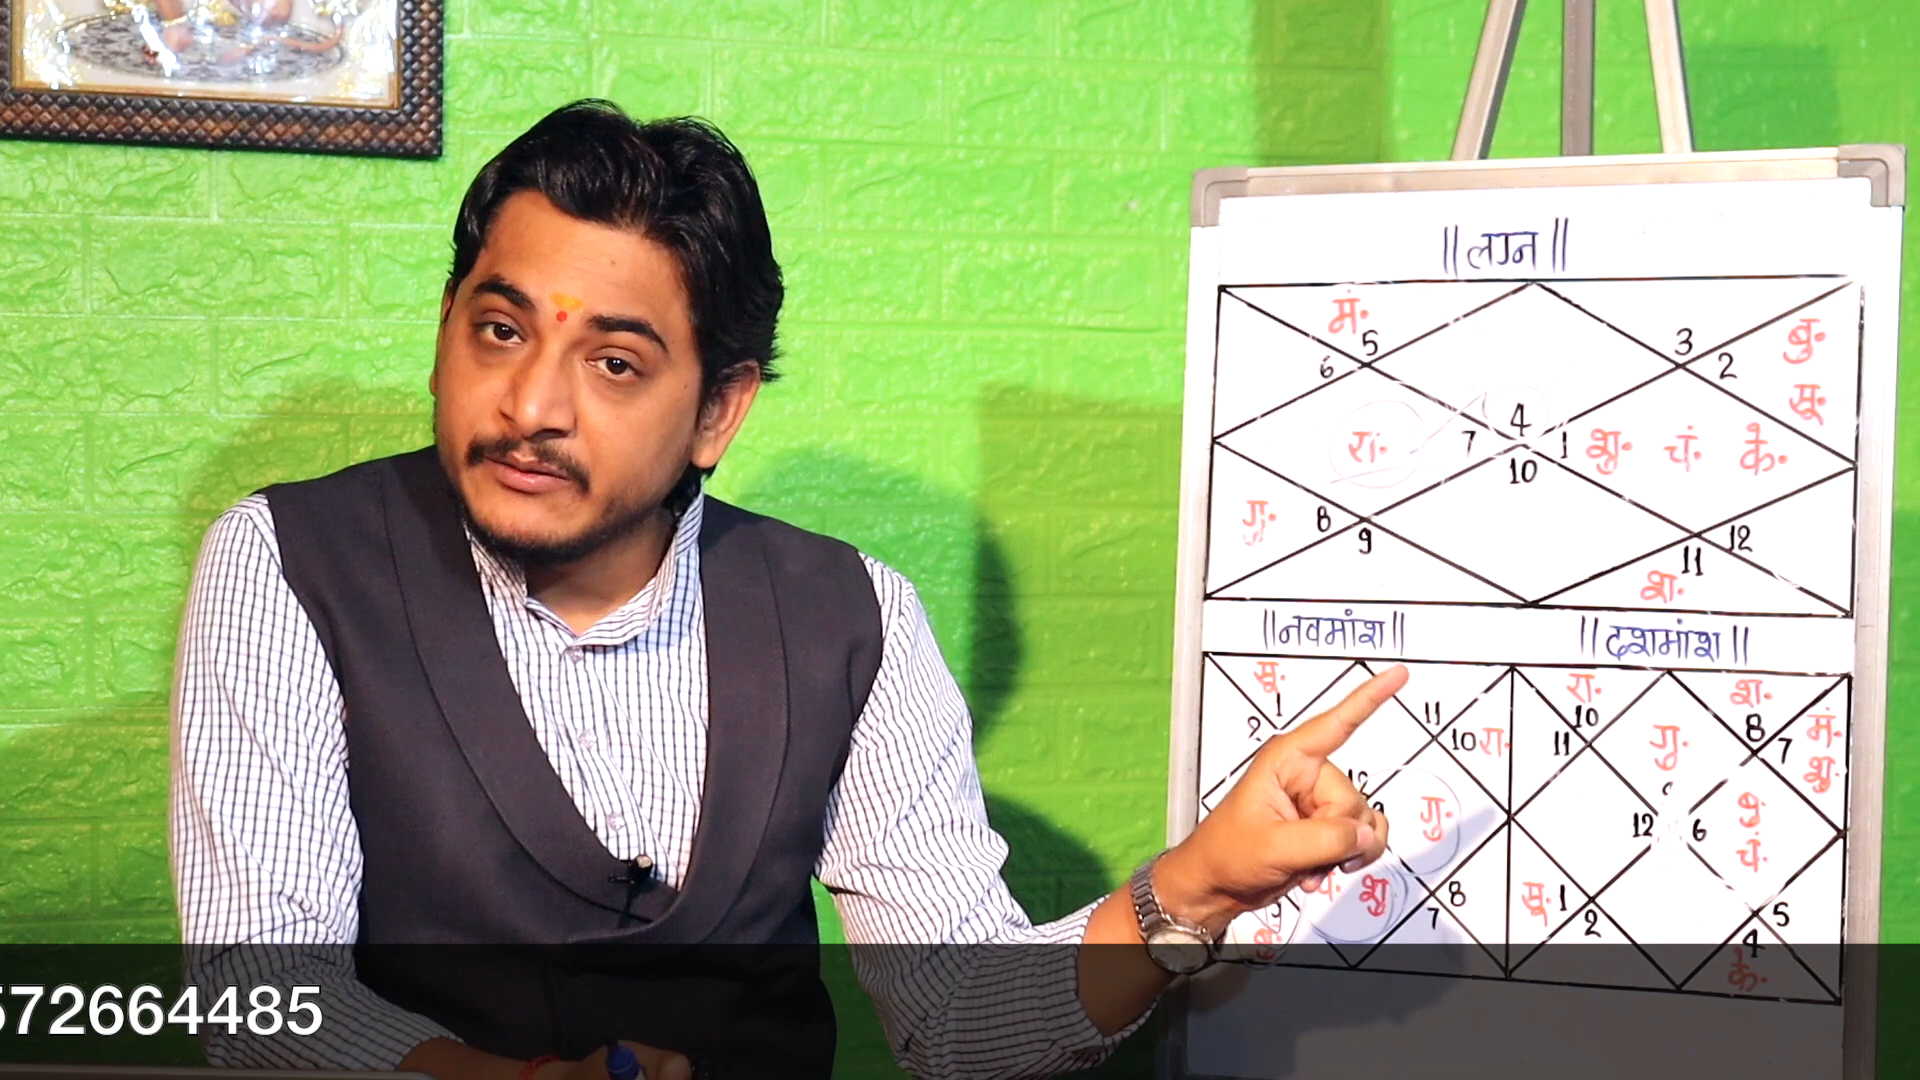 ||लग्न||
मं॰ 5 6
3 2 बु॰ सू॰
4
रा॰ 7 1 शु॰ चं॰ के॰
10
गु॰ 8 9
12 11 श॰
||नवमांश|| ||दशमांश||
सू॰ 1 2
11 10 रा॰
12
गु॰
शु
8 7
रा॰ 10 11
गु॰
श॰ 8 7 मं॰ शु॰
12 6
चं॰
सू॰ 1 2
5 4 के॰
572664485